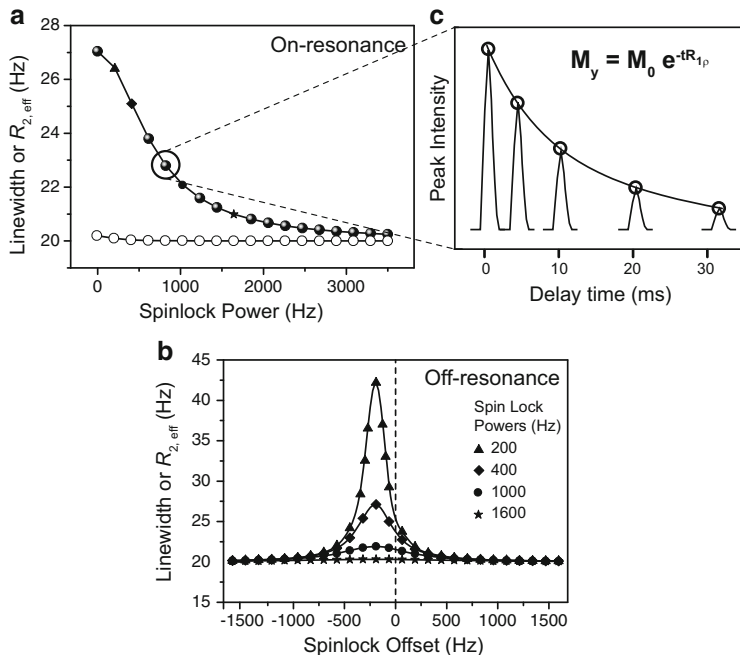 a
On-resonance
28
26
24
22
20
0
1000
2000
3000
Linewidth or R2, eff (Hz)
Spinlock Power (Hz)
c
My = M0 e-tR1ρ
Peak Intensity
0
10
20
30
Delay time (ms)
b
Off-resonance
Spin Lock
Powers (Hz)
200
400
1000
1600
45
40
35
30
25
20
15
-1500
-1000
-500
0
500
1000
1500
Linewidth or R2, eff (Hz)
Spinlock Offset (Hz)